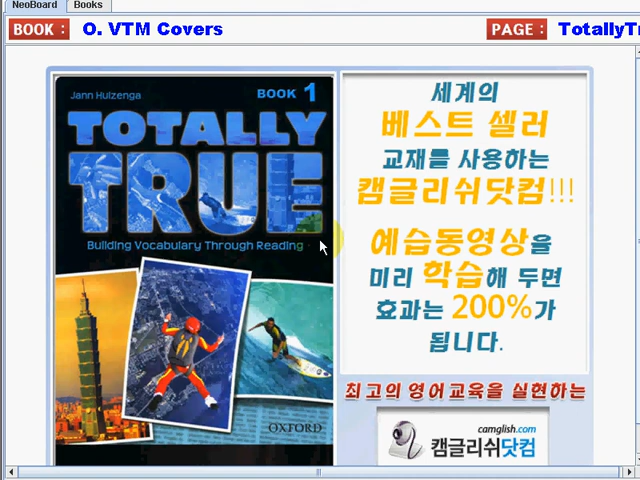 NeoBoard Books
BOOK : O. VTM Covers PAGE : TotallyTr
Jann Huizenga BOOK 1
TOTALLY
TRUE
Building Vocabulary Through Reading
OXFORD
세계의
베스트 셀러
교재를 사용하는
캠글리쉬닷컴!!!
예습동영상을
미리 학습해 두면
효과는 200%가
됩니다.
최고의 영어교육을 실현하는
camglish.com
캠글리쉬닷컴